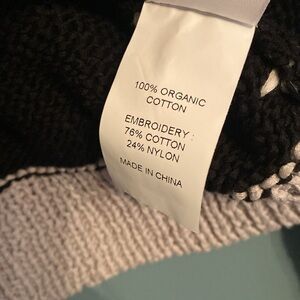 100% ORGANIC
COTTON
EMBROIDERY :
76% COTTON
24% NYLON
MADE IN CHINA